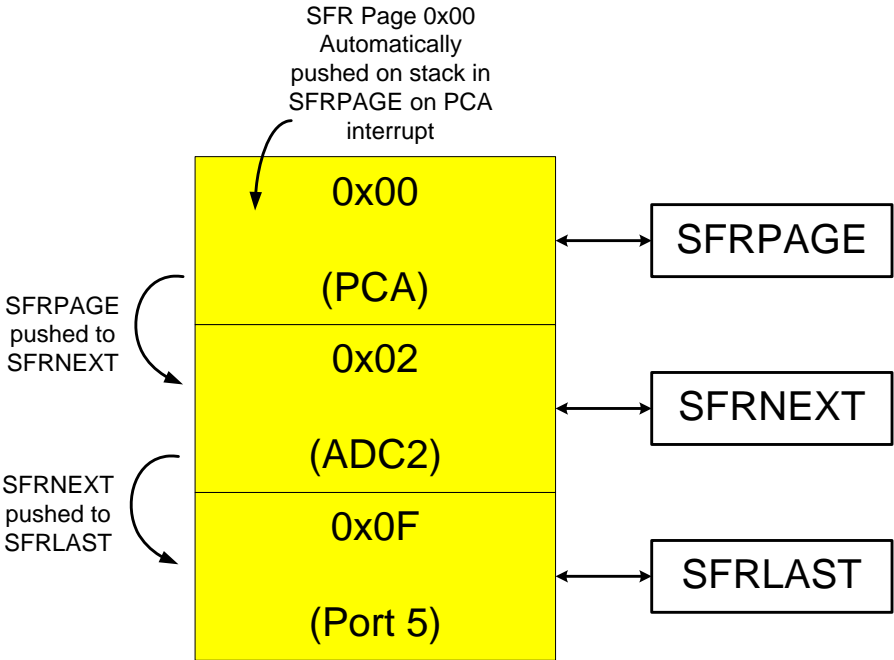 SFR Page 0x00
Automatically
pushed on stack in
SFRPAGE on PCA
interrupt
0x00
(PCA)
SFRPAGE
SFRPAGE
pushed to
SFRNEXT
0x02
(ADC2)
SFRNEXT
SFRNEXT
pushed to
SFRLAST
0x0F
(Port 5)
SFRLAST